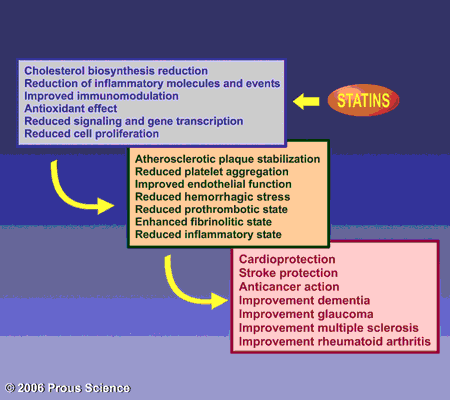 Cholesterol biosynthesis reduction
Reduction of inflammatory molecules and events
Improved immunomodulation
Antioxidant effect
Reduced signaling and gene transcription
Reduced cell proliferation
STATINS
Atherosclerotic plaque stabilization
Reduced platelet aggregation
Improved endothelial function
Reduced hemorrhagic stress
Reduced prothrombotic state
Enhanced fibrinolitic state
Reduced inflammatory state
Cardioprotection
Stroke protection
Anticancer action
Improvement dementia
Improvement glaucoma
Improvement multiple sclerosis
Improvement rheumatoid arthritis
© 2006 Prous Science